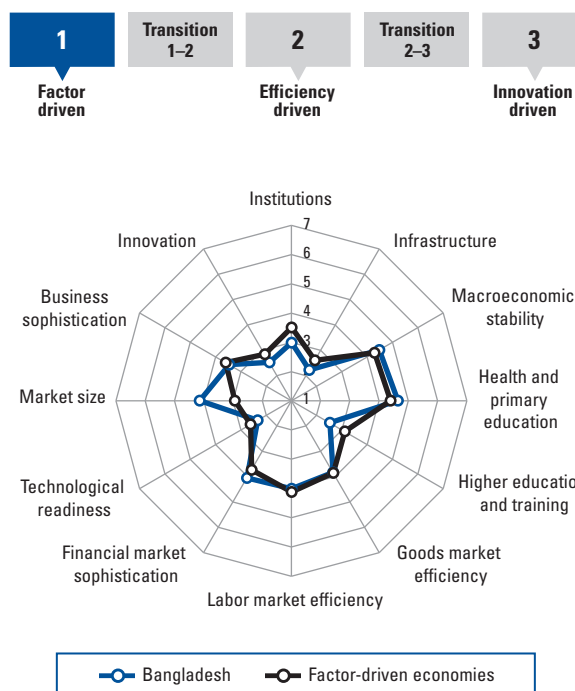 1
Transition
1–2
2
Transition
2–3
3
Factor
driven
Efficiency
driven
Innovation
driven
Institutions
7
Innovation
Infrastructure
6
5
Business
sophistication
Macroeconomic
stability
4
3
Market size
1
Health and
primary
education
Technological
readiness
Higher educatio
and training
Financial market
sophistication
Goods market
efficiency
Labor market efficiency
Bangladesh
Factor-driven economies